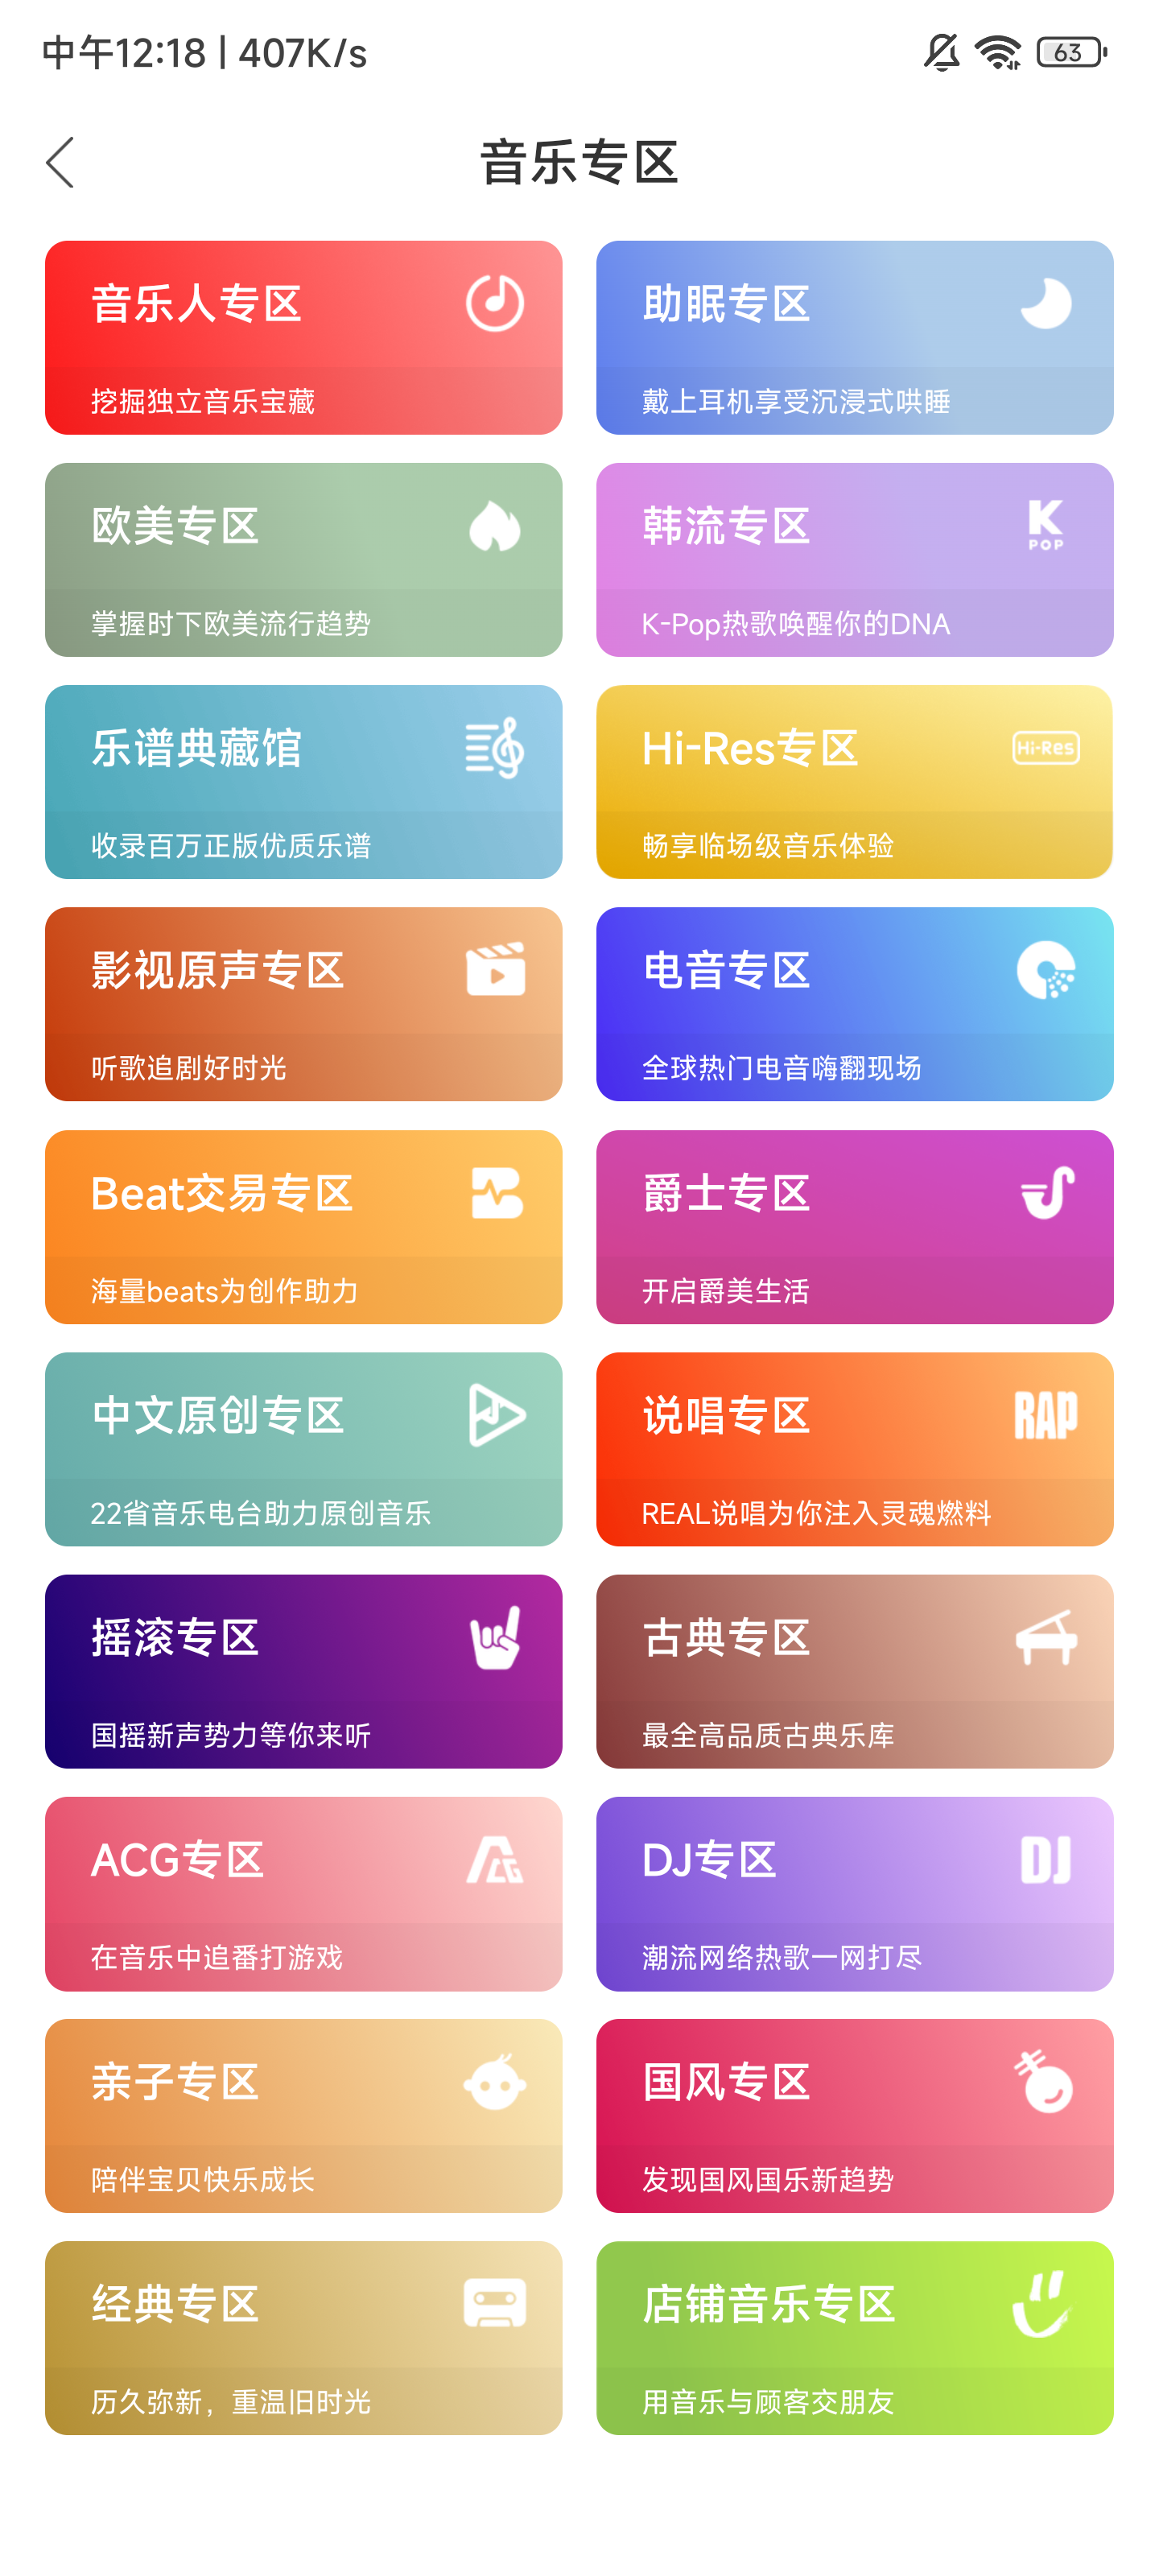 中午12:18 | 407K/s
63
音乐专区
音乐人专区
挖掘独立音乐宝藏
助眠专区
戴上耳机享受沉浸式哄睡
欧美专区
掌握时下欧美流行趋势
韩流专区
K POP
K-Pop热歌唤醒你的DNA
乐谱典藏馆
收录百万正版优质乐谱
Hi-Res专区
Hi-Res
畅享临场级音乐体验
影视原声专区
听歌追剧好时光
电音专区
全球热门电音嗨翻现场
Beat交易专区
海量beats为创作助力
爵士专区
开启爵美生活
中文原创专区
22省音乐电台助力原创音乐
说唱专区
RAP
REAL说唱为你注入灵魂燃料
摇滚专区
国摇新声势力等你来听
古典专区
最全高品质古典乐库
ACG专区
ACG
在音乐中追番打游戏
DJ专区
DJ
潮流网络热歌一网打尽
亲子专区
陪伴宝贝快乐成长
国风专区
发现国风国乐新趋势
经典专区
历久弥新，重温旧时光
店铺音乐专区
用音乐与顾客交朋友